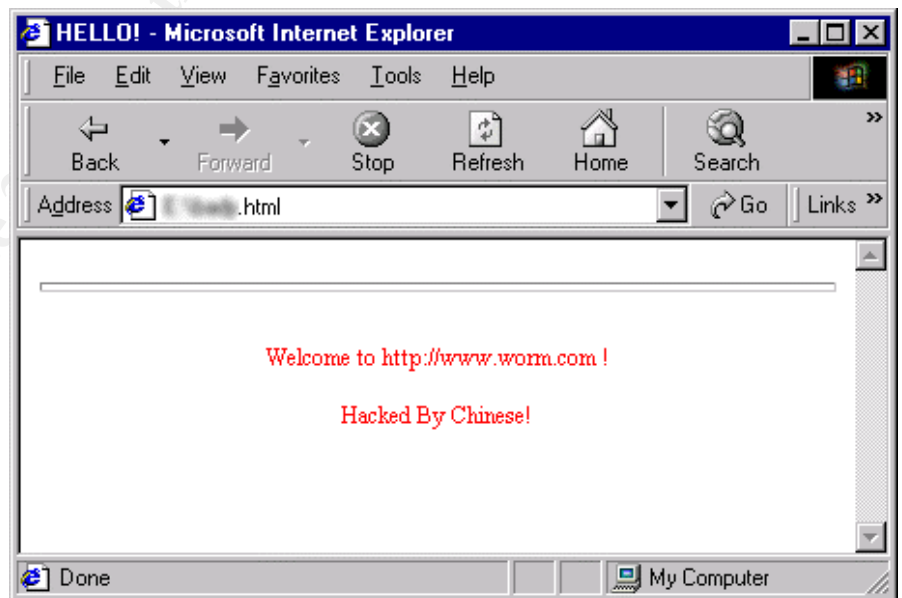 HELLO! - Microsoft Internet Explorer
File Edit View Favorites Tools Help
Back Forward Stop Refresh Home Search »
Address .html Go Links »
Welcome to http://www.worm.com !
Hacked By Chinese!
Done My Computer